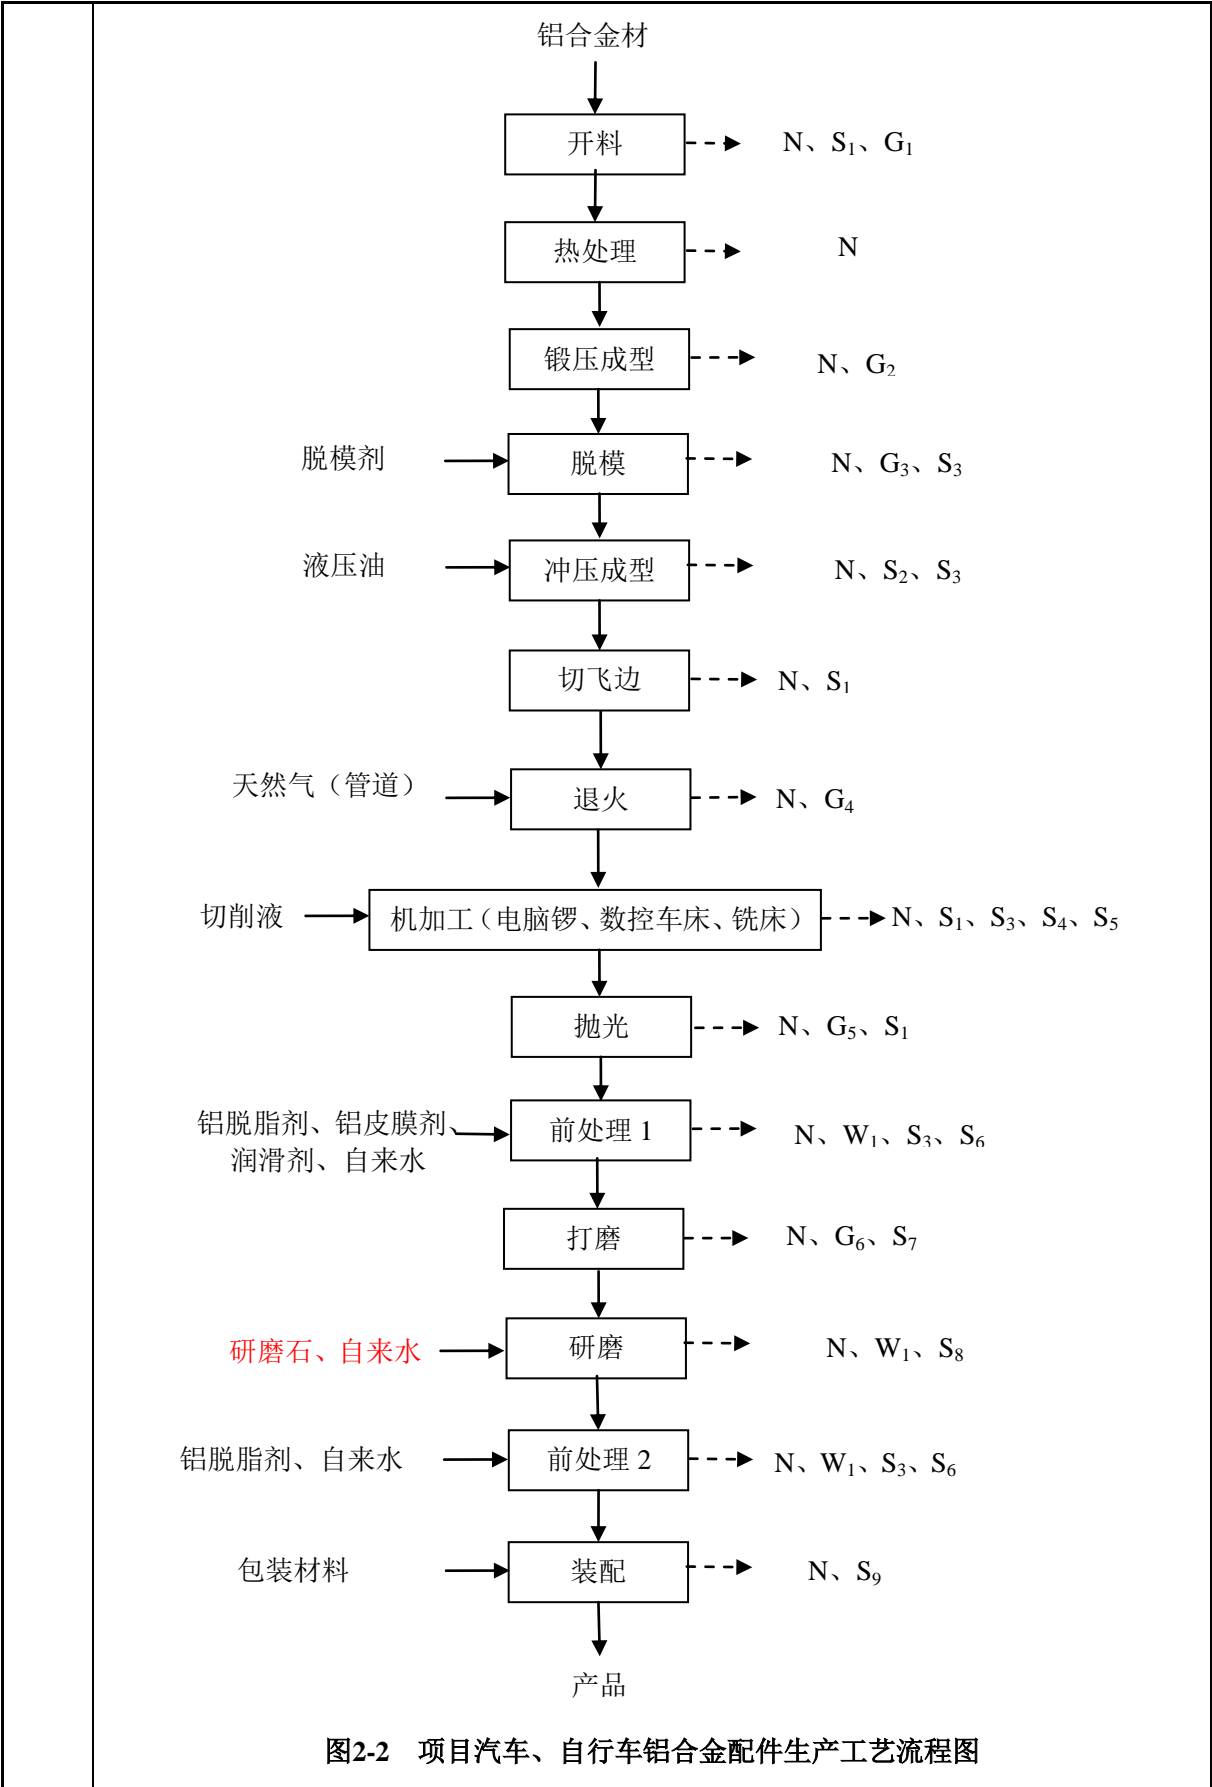 铝合金材
开料
N、S₁、G₁
热处理
N
锻压成型
N、G₂
脱模剂
脱模
N、G₃、S₃
液压油
冲压成型
N、S₂、S₃
切飞边
N、S₁
天然气（管道）
退火
N、G₄
切削液
机加工（电脑锣、数控车床、铣床）
N、S₁、S₃、S₄、S₅
抛光
N、G₅、S₁
铝脱脂剂、铝皮膜剂、
润滑剂、自来水
前处理 1
N、W₁、S₃、S₆
打磨
N、G₆、S₇
研磨石、自来水
研磨
N、W₁、S₈
铝脱脂剂、自来水
前处理 2
N、W₁、S₃、S₆
包装材料
装配
N、S₉
产品
图2-2 项目汽车、自行车铝合金配件生产工艺流程图